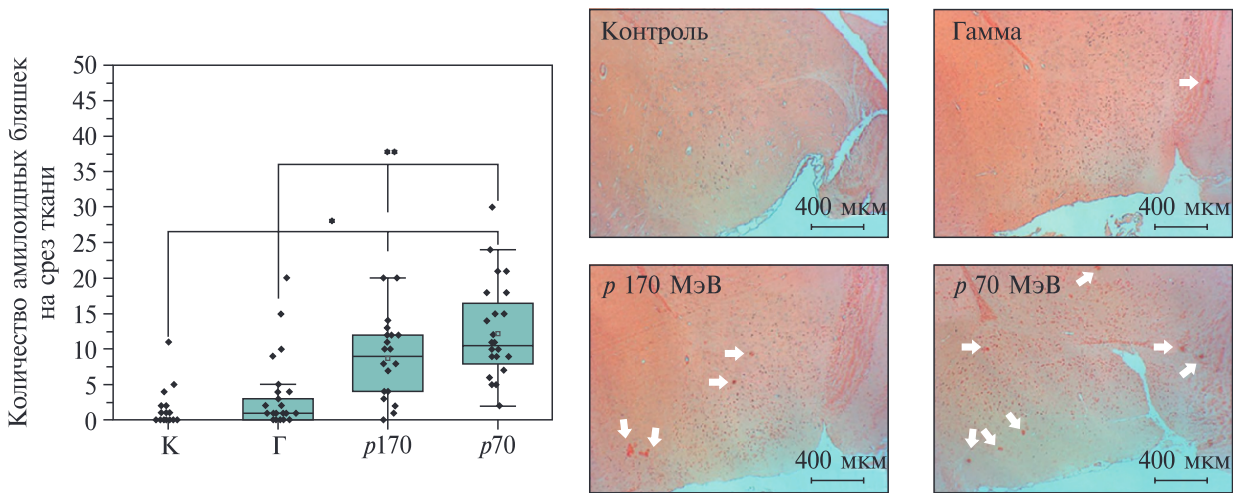 Количество амилоидных бляшек
на срез ткани
50
45
40
35
30
25
20
15
10
5
0
**
*
К
Г
p170
p70
Контроль
400 мкм
Гамма
400 мкм
p 170 МэВ
400 мкм
p 70 МэВ
400 мкм